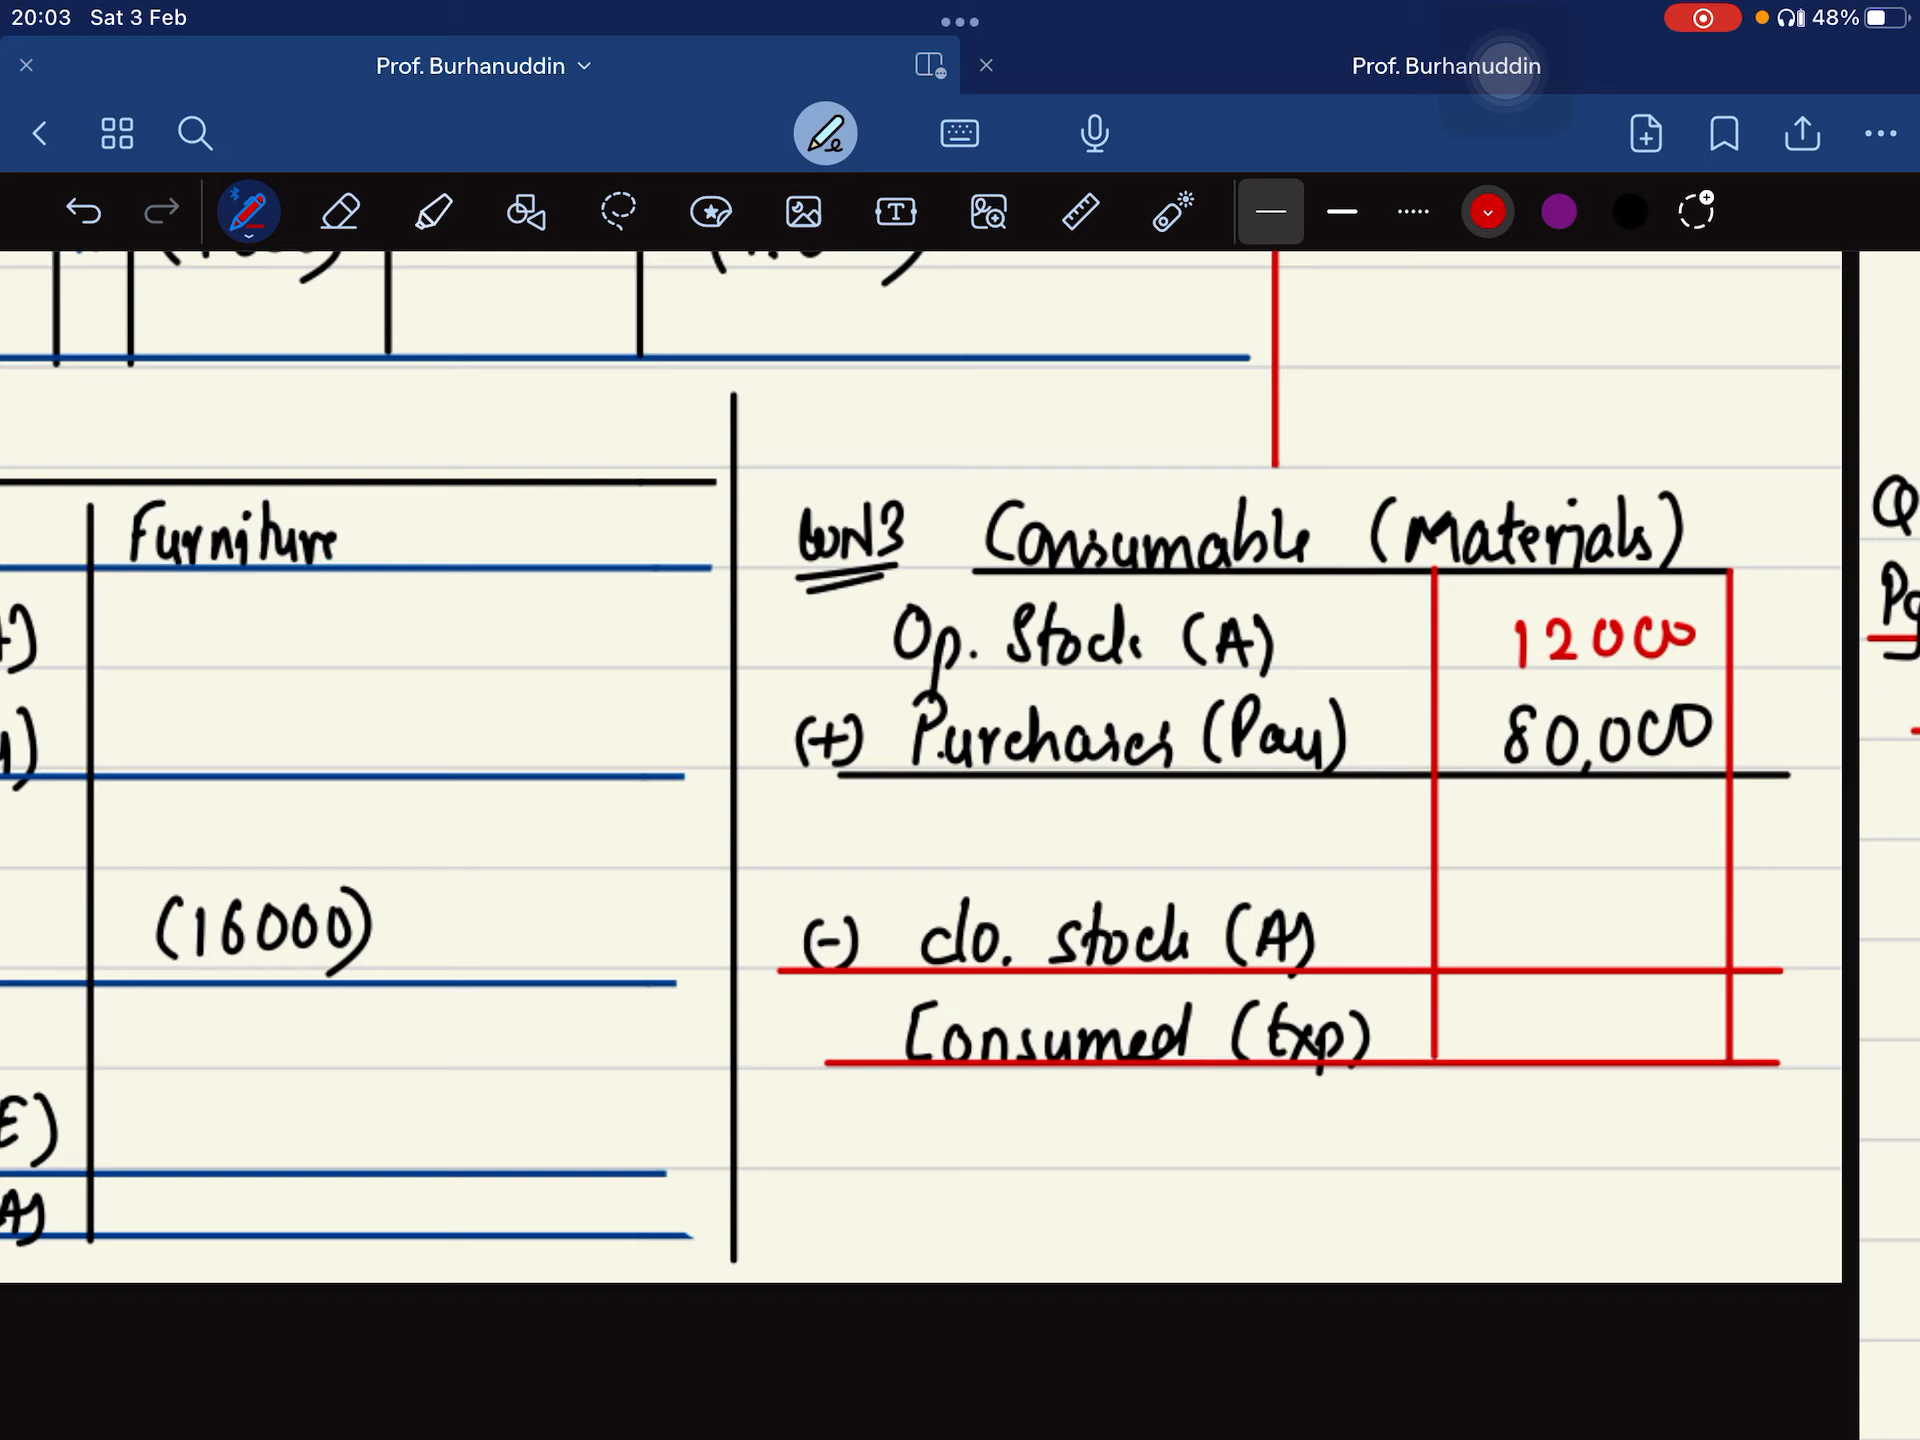 20:03 Sat 3 Feb
48%
Prof. Burhanuddin
Prof. Burhanuddin
Furniture
(16000)
E)
WN3 Consumable (Materials)
Op. Stock (A) 12000
(+) Purchases (Pay) 80,000
(-) clo. stock (A)
Consumed (Exp)
Q